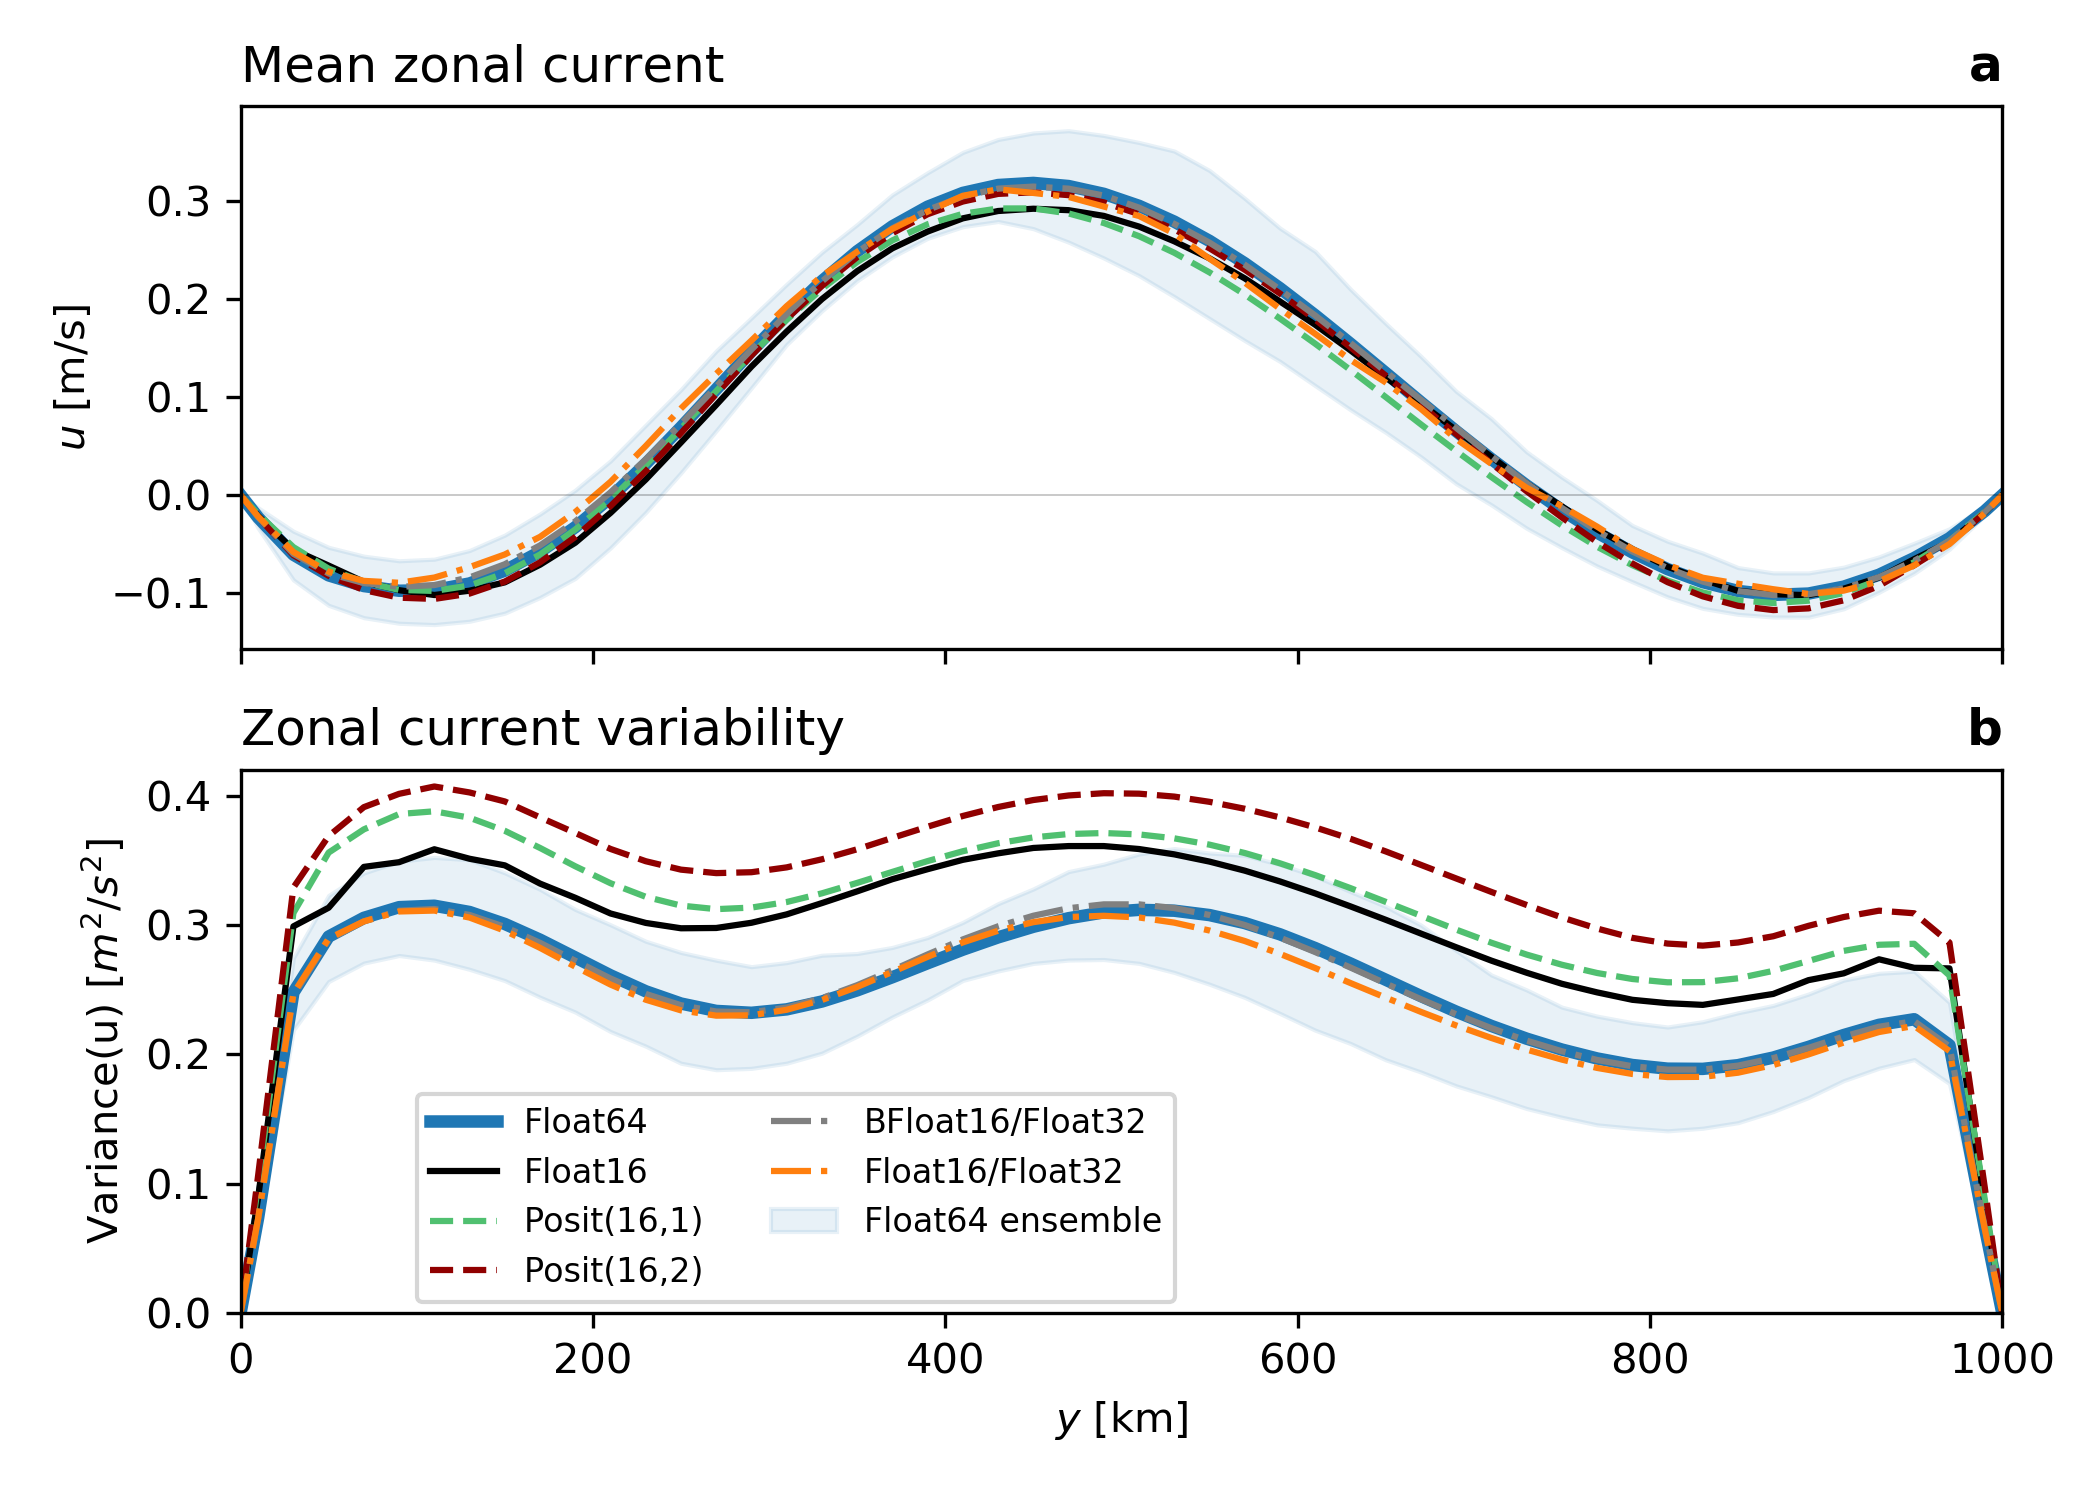 Mean zonal current a
0.3
0.2
0.1
0.0
−0.1
u [m/s]
Zonal current variability b
0.4
0.3
0.2
0.1
0.0
Variance(u) [m²/s²]
Float64
Float16
Posit(16,1)
Posit(16,2)
BFloat16/Float32
Float16/Float32
Float64 ensemble
0 200 400 600 800 1000
y [km]